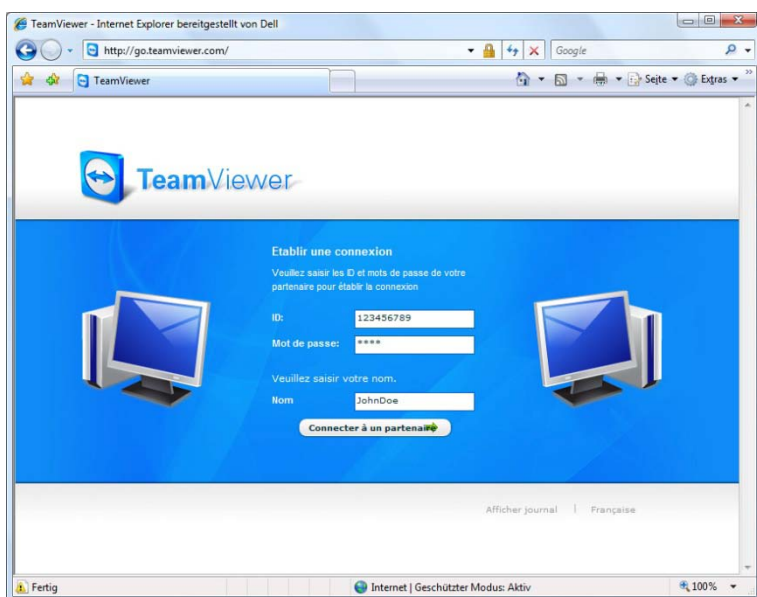 TeamViewer - Internet Explorer bereitgestellt von Dell
http://go.teamviewer.com/
Google
TeamViewer
Seite
Extras
TeamViewer
Etablir une connexion
Veuillez saisir les ID et mots de passe de votre
partenaire pour établir la connexion
ID: 123456789
Mot de passe: ****
Veuillez saisir votre nom.
Nom JohnDoe
Connecter à un partenaire
Afficher journal | Française
Fertig
Internet | Geschützter Modus: Aktiv
100%